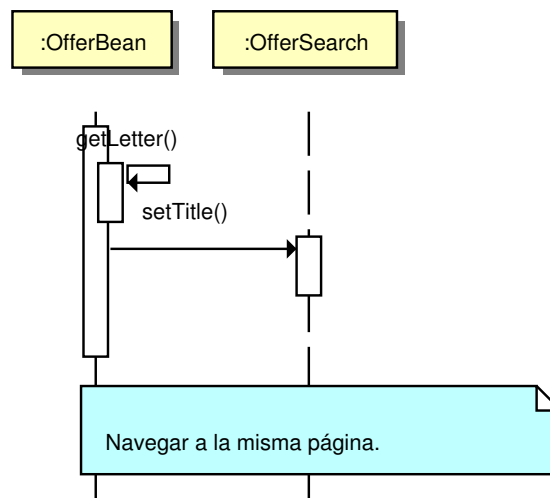 :OfferBean
:OfferSearch
getLetter()
setTitle()
Navegar a la misma página.